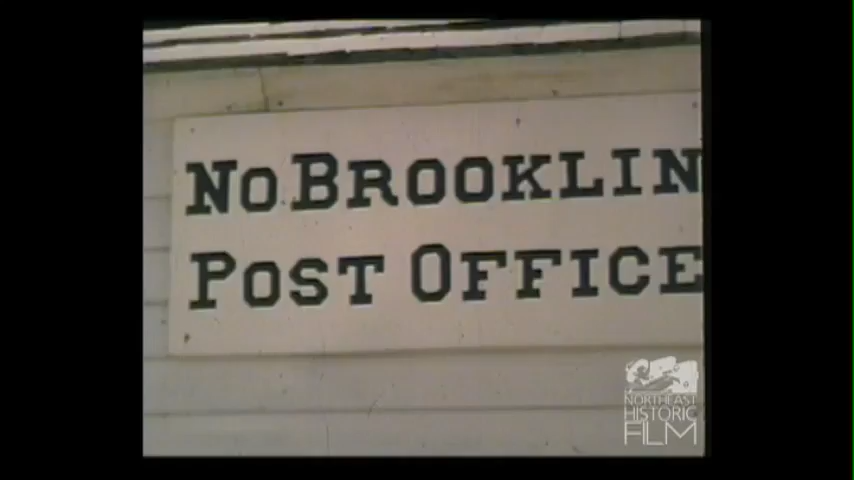 No BROOKLIN
POST OFFICE
NORTHEAST
HISTORIC
FILM